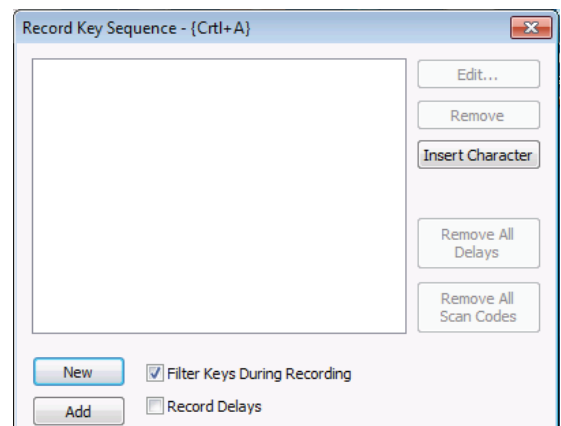 Record Key Sequence - {Crtl+A}
Edit...
Remove
Insert Character
Remove All
Delays
Remove All
Scan Codes
New
Filter Keys During Recording
Add
Record Delays